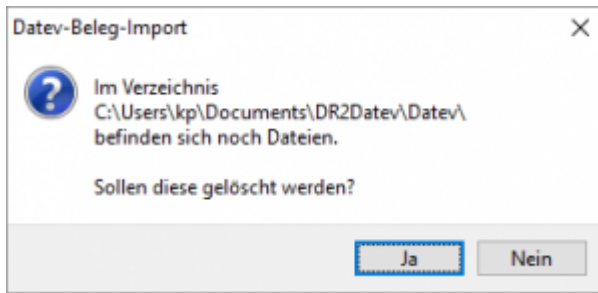 Datev-Beleg-Import
Im Verzeichnis
C:\Users\kp\Documents\DR2Datev\Datev\
befinden sich noch Dateien.
Sollen diese gelöscht werden?
Ja
Nein